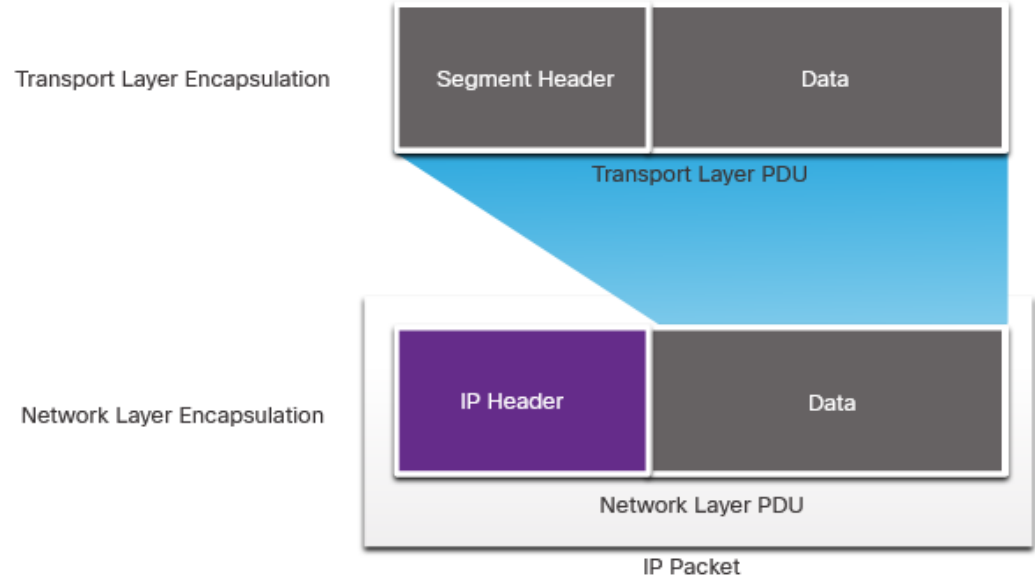 Transport Layer Encapsulation
Segment Header
Data
Transport Layer PDU
Network Layer Encapsulation
IP Header
Data
Network Layer PDU
IP Packet